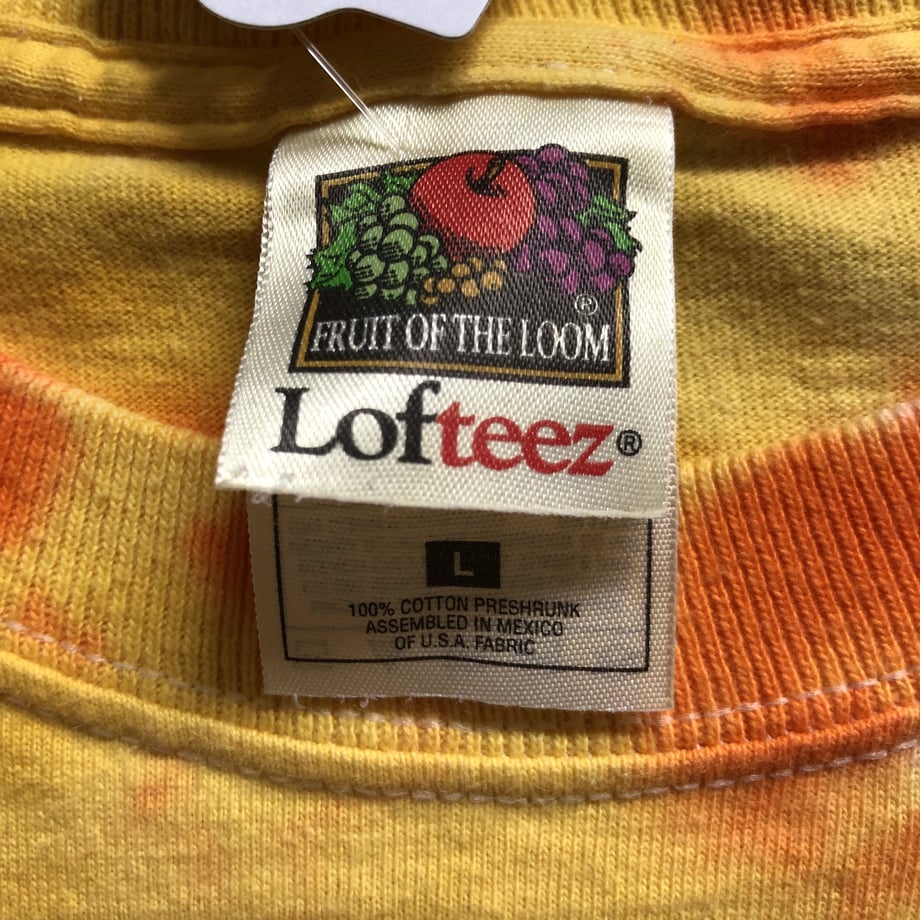 ®
FRUIT OF THE LOOM
Lofteez®
L
100% COTTON PRESHRUNK
ASSEMBLED IN MEXICO
OF U.S.A. FABRIC